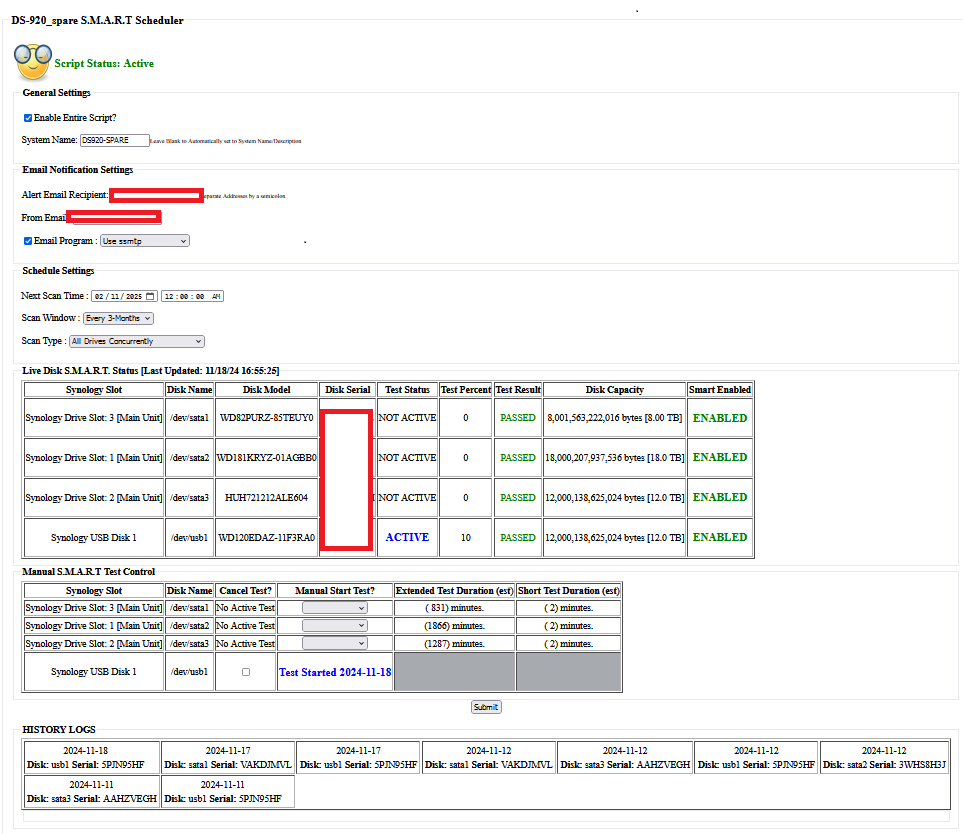 DS-920_spare S.M.A.R.T Scheduler
Script Status: Active
General Settings
Enable Entire Script?
System Name: DS920-SPARE Leave Blank to Automatically set to System Name/Description
Email Notification Settings
Alert Email Recipient: Separate Addresses by a semicolon
From Email
Email Program : Use ssmtp
Schedule Settings
Next Scan Time : 02/11/2025 12:00:00 AM
Scan Window : Every 3-Months
Scan Type : All Drives Concurrently
Live Disk S.M.A.R.T. Status [Last Updated: 11/18/24 16:55:25]
Synology Slot Disk Name Disk Model Disk Serial Test Status Test Percent Test Result Disk Capacity Smart Enabled
Synology Drive Slot: 3 [Main Unit] /dev/sata1 WD82PURZ-85TEUY0 NOT ACTIVE 0 PASSED 8,001,563,222,016 bytes [8.00 TB] ENABLED
Synology Drive Slot: 1 [Main Unit] /dev/sata2 WD181KRYZ-01AGBB0 NOT ACTIVE 0 PASSED 18,000,207,937,536 bytes [18.0 TB] ENABLED
Synology Drive Slot: 2 [Main Unit] /dev/sata3 HUH721212ALE604 NOT ACTIVE 0 PASSED 12,000,138,625,024 bytes [12.0 TB] ENABLED
Synology USB Disk 1 /dev/usb1 WD120EDAZ-11F3RA0 ACTIVE 10 PASSED 12,000,138,625,024 bytes [12.0 TB] ENABLED
Manual S.M.A.R.T Test Control
Synology Slot Disk Name Cancel Test? Manual Start Test? Extended Test Duration (est) Short Test Duration (est)
Synology Drive Slot: 3 [Main Unit] /dev/sata1 No Active Test ( 831) minutes. ( 2) minutes.
Synology Drive Slot: 1 [Main Unit] /dev/sata2 No Active Test (1866) minutes. ( 2) minutes.
Synology Drive Slot: 2 [Main Unit] /dev/sata3 No Active Test (1287) minutes. ( 2) minutes.
Synology USB Disk 1 /dev/usb1 Test Started 2024-11-18
Submit
HISTORY LOGS
2024-11-18 2024-11-17 2024-11-17 2024-11-12 2024-11-12 2024-11-12 2024-11-12
Disk: usb1 Serial: 5PJN95HF Disk: sata1 Serial: VAKDJMVL Disk: usb1 Serial: 5PJN95HF Disk: sata1 Serial: VAKDJMVL Disk: sata3 Serial: AAHZVEGH Disk: usb1 Serial: 5PJN95HF Disk: sata2 Serial: 3WHS8H3J
2024-11-11 2024-11-11
Disk: sata3 Serial: AAHZVEGH Disk: usb1 Serial: 5PJN95HF